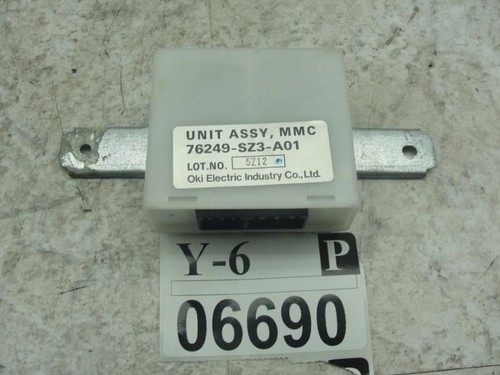 UNIT ASSY, MMC
76249-SZ3-A01
LOT.NO. 5Z12
Oki Electric Industry Co., Ltd.
Y-6 P
06690